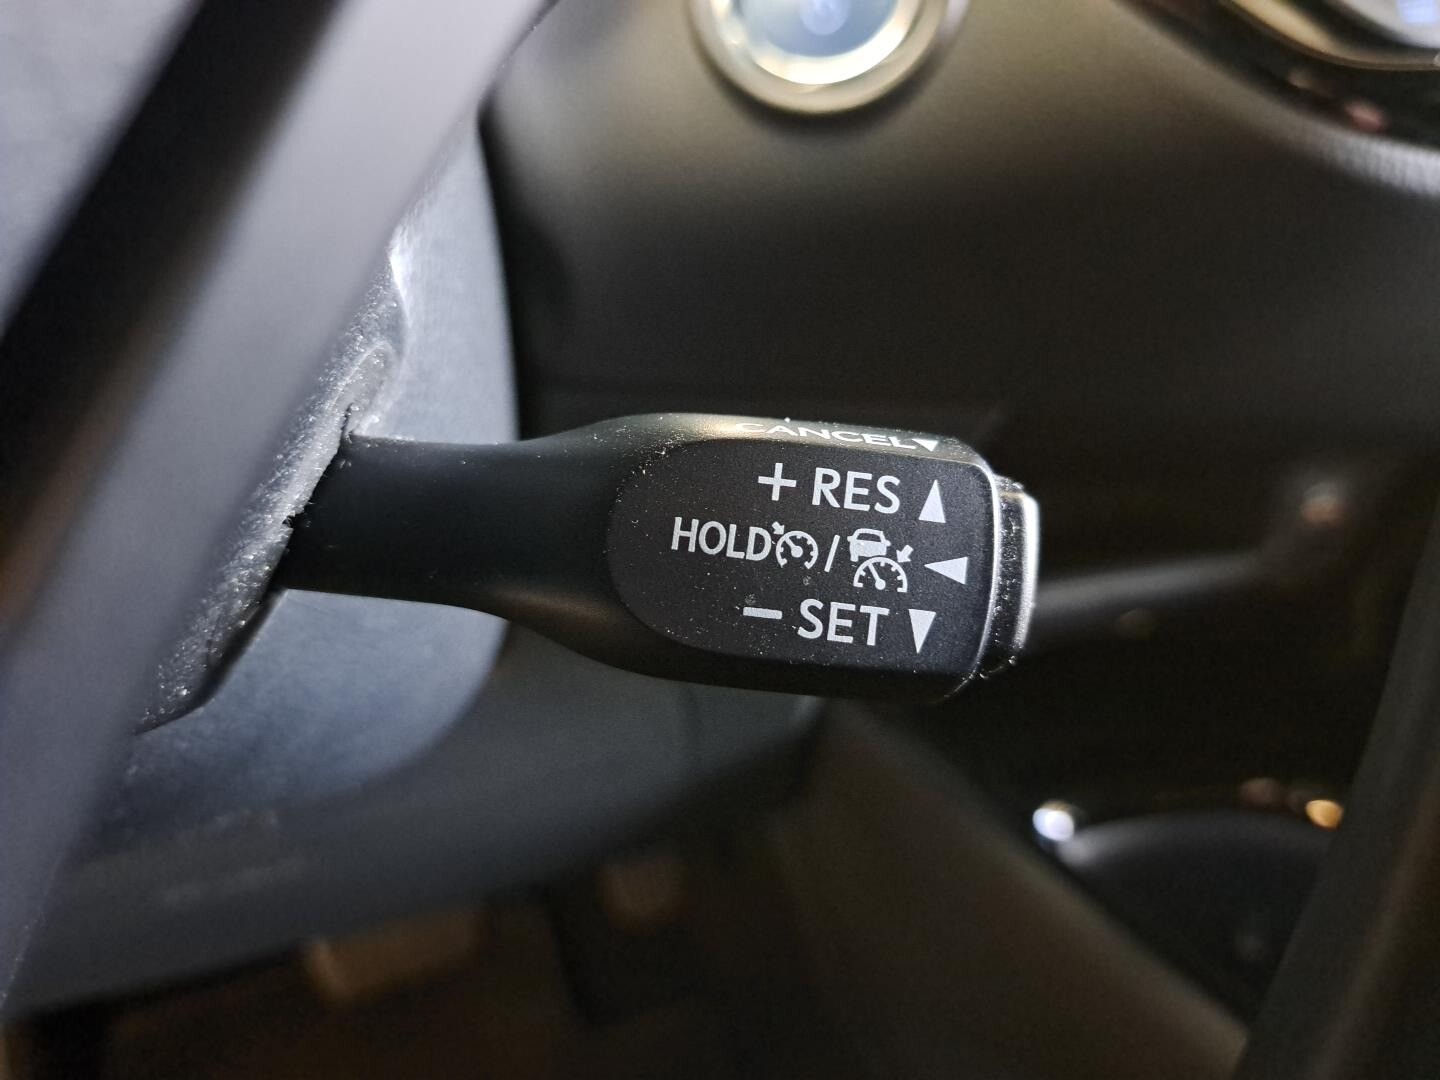 CANCEL
+ RES
HOLD /
− SET